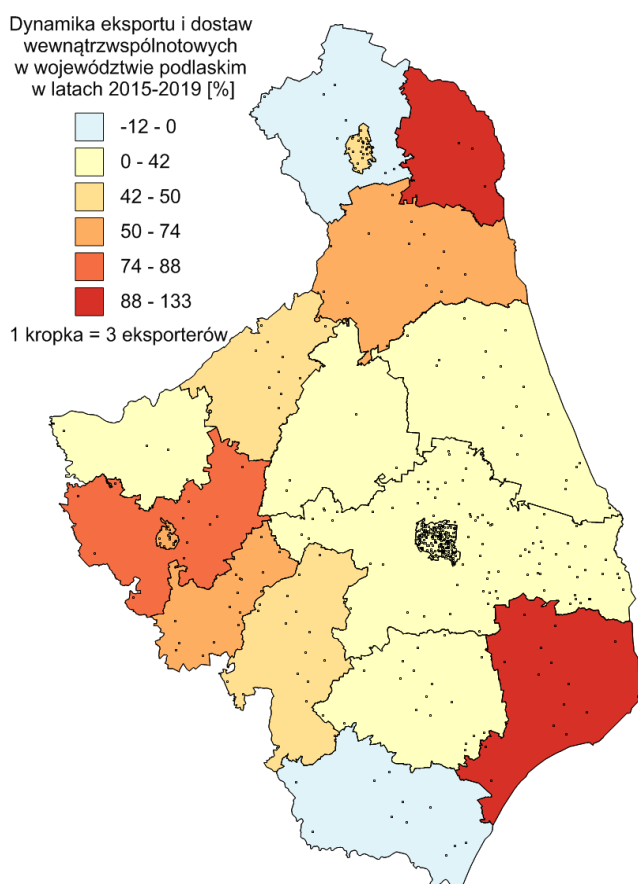 Dynamika eksportu i dostaw
wewnątrzwspólnotowych
w województwie podlaskim
w latach 2015-2019 [%]
-12 - 0
0 - 42
42 - 50
50 - 74
74 - 88
88 - 133
1 kropka = 3 eksporterów